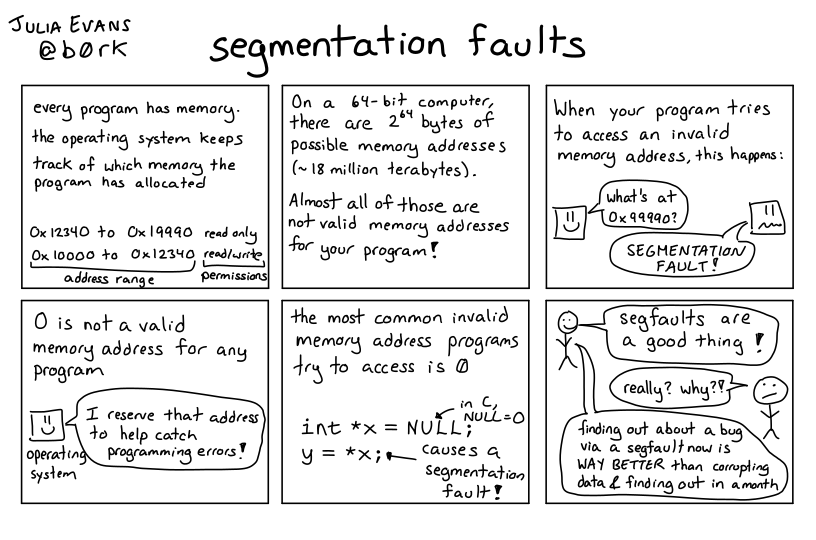 JULIA EVANS
@b0rk
segmentation faults
every program has memory.
the operating system keeps
track of which memory the
program has allocated
0x12340 to 0x19990 read only
0x10000 to 0x12340 read/write
address range permissions
On a 64-bit computer,
there are 2^64 bytes of
possible memory addresses
(~18 million terabytes).
Almost all of those are
not valid memory addresses
for your program!
When your program tries
to access an invalid
memory address, this happens:
what's at
0x99990?
SEGMENTATION
FAULT!
0 is not a valid
memory address for any
program
I reserve that address
to help catch
programming errors!
operating
system
the most common invalid
memory address programs
try to access is 0
in C,
NULL=0
int *x = NULL;
y = *x;
causes a
segmentation
fault!
segfaults are
a good thing!
really? why?!
finding out about a bug
via a segfault now is
WAY BETTER than corrupting
data & finding out in a month